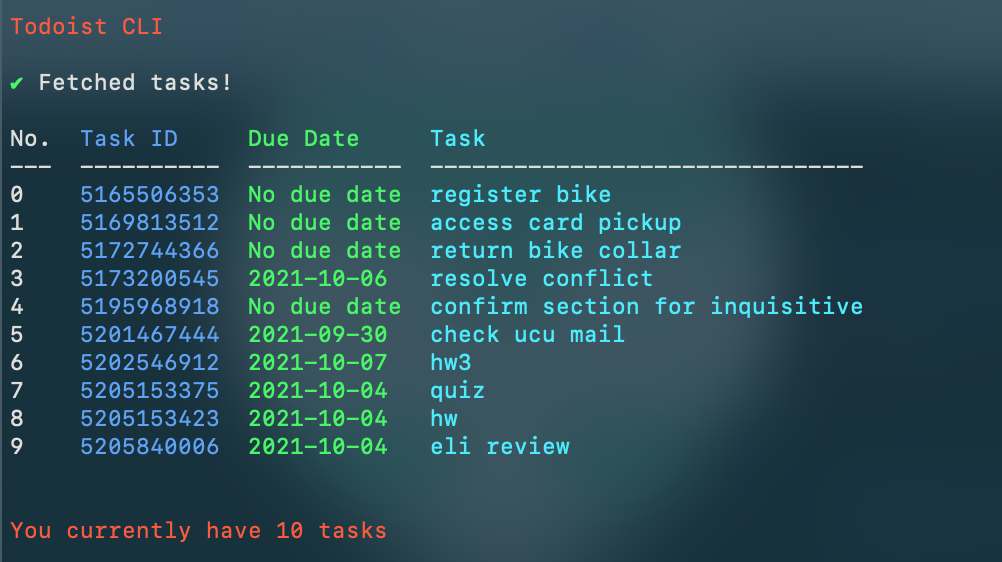 Todoist CLI
✔ Fetched tasks!
No. Task ID Due Date Task
--- ---------- ----------- -------------------------------
0 5165506353 No due date register bike
1 5169813512 No due date access card pickup
2 5172744366 No due date return bike collar
3 5173200545 2021-10-06 resolve conflict
4 5195968918 No due date confirm section for inquisitive
5 5201467444 2021-09-30 check ucu mail
6 5202546912 2021-10-07 hw3
7 5205153375 2021-10-04 quiz
8 5205153423 2021-10-04 hw
9 5205840006 2021-10-04 eli review
You currently have 10 tasks